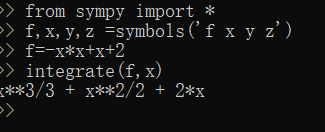 >> from sympy import *
>> f,x,y,z =symbols('f x y z')
>> f=-x*x+x+2
>> integrate(f,x)
x**3/3 + x**2/2 + 2*x
>>